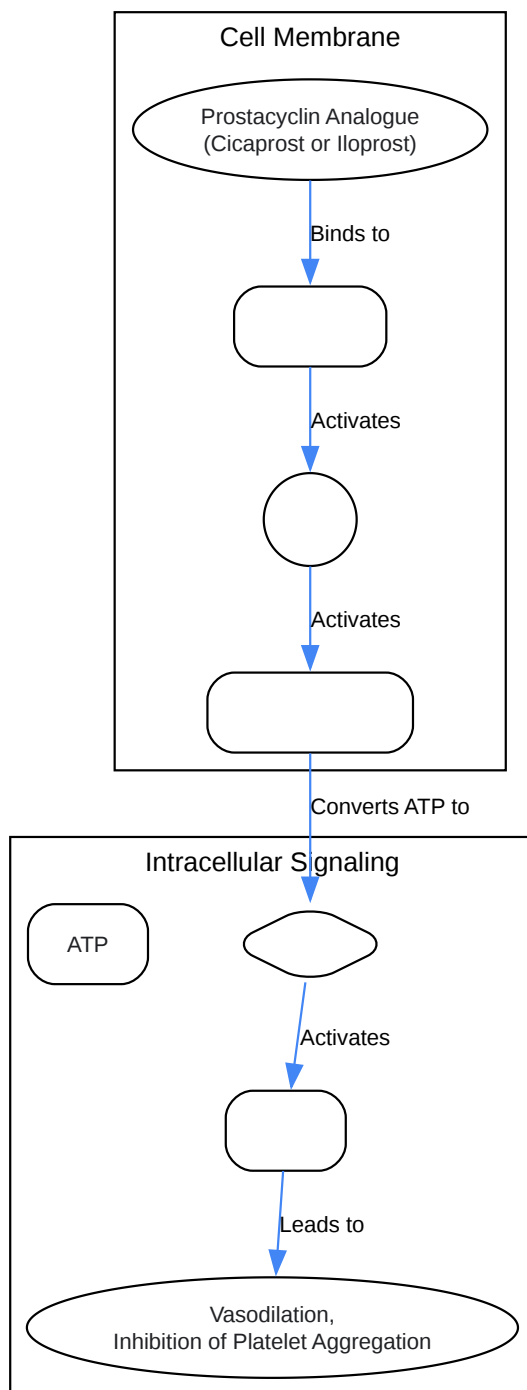 Cell Membrane
Prostacyclin Analogue
(Cicaprost or Iloprost)
Binds to
Activates
Activates
Converts ATP to
Intracellular Signaling
ATP
Activates
Leads to
Vasodilation,
Inhibition of Platelet Aggregation